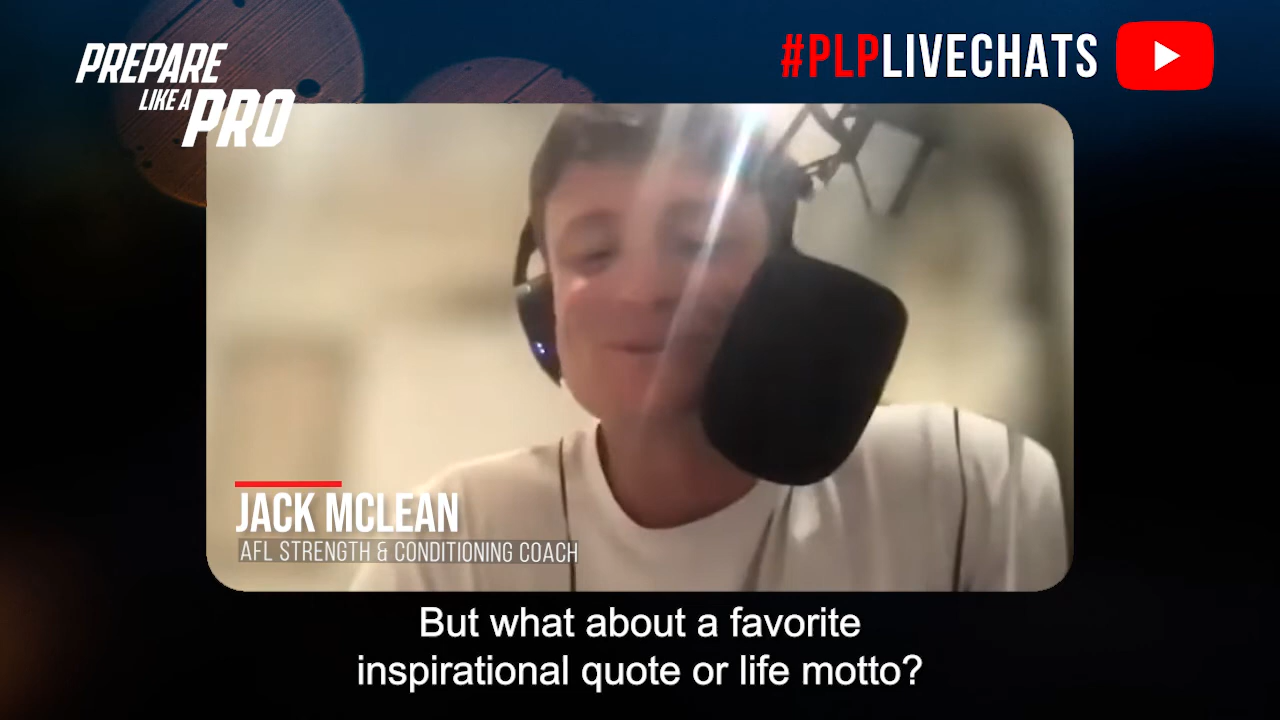 PREPARE
LIKE A
PRO
#PLPLIVECHATS
JACK MCLEAN
AFL STRENGTH & CONDITIONING COACH
But what about a favorite
inspirational quote or life motto?